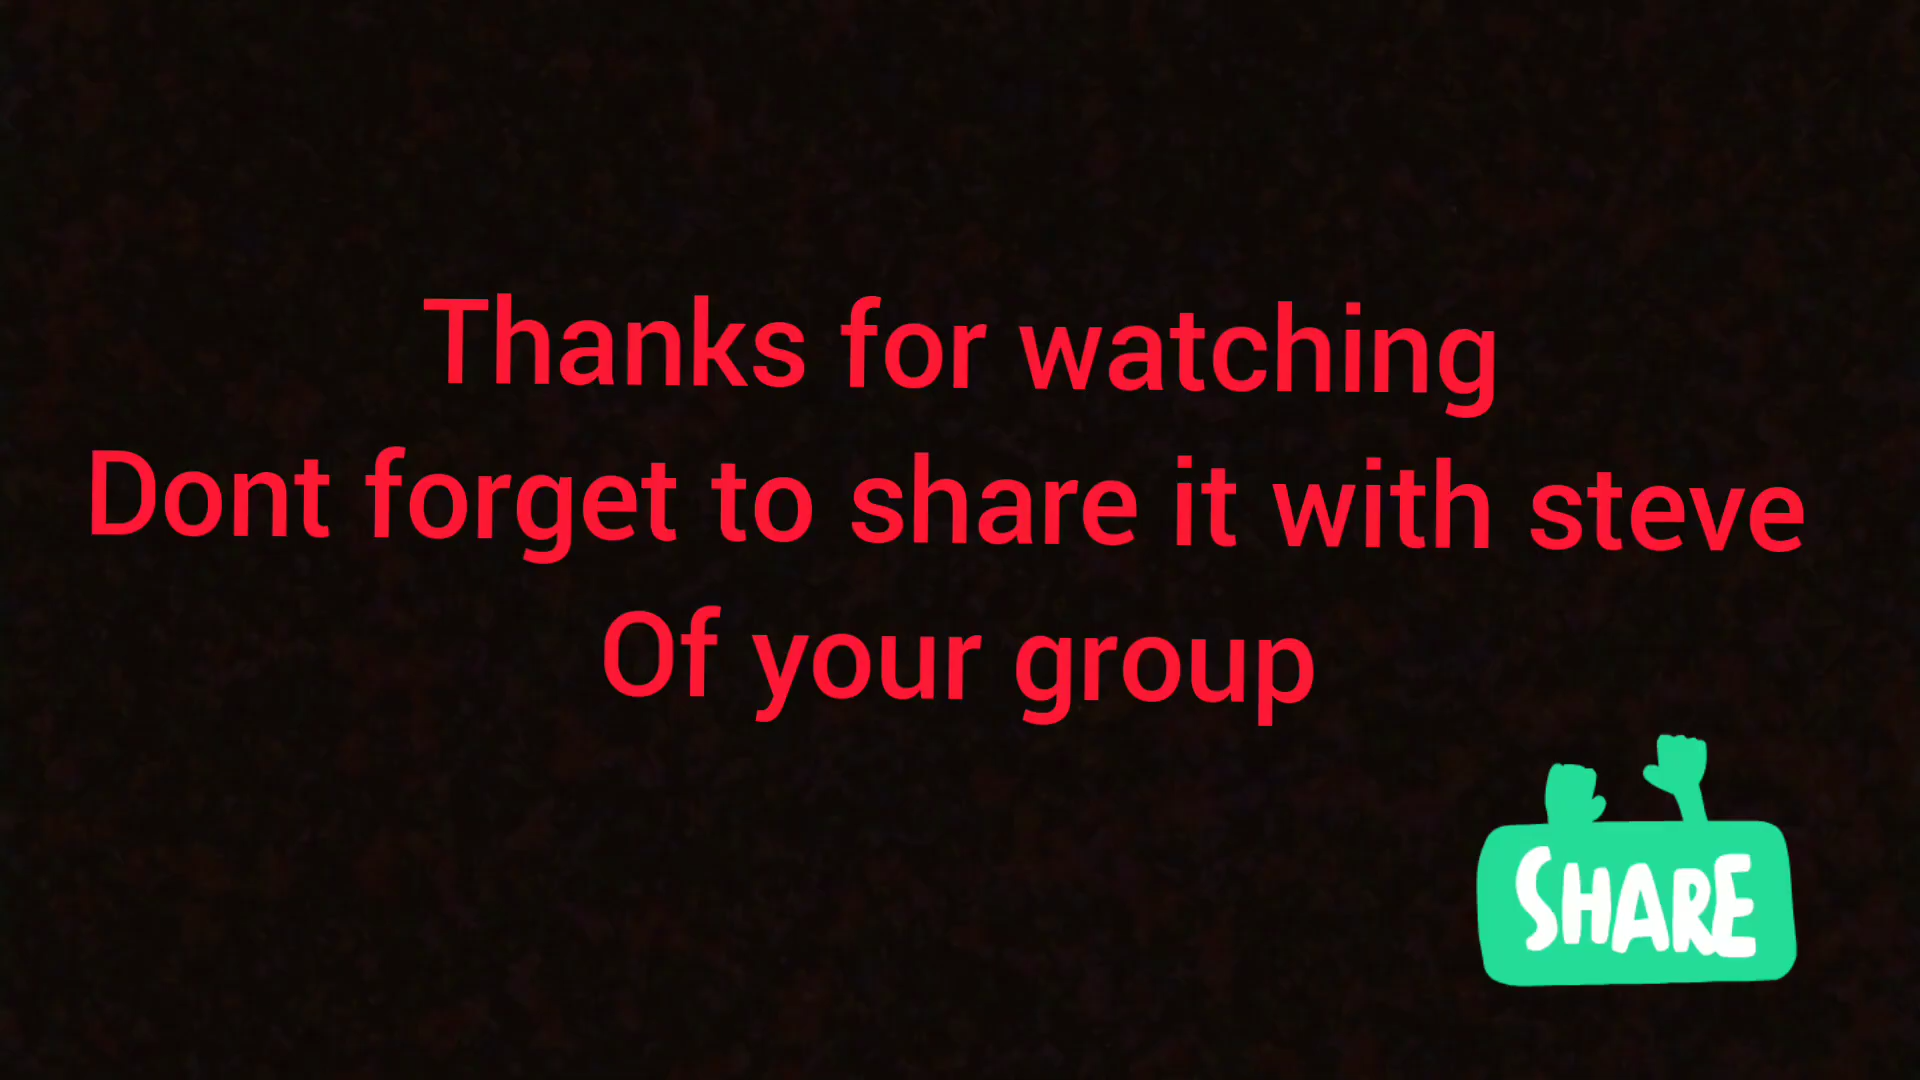 Thanks for watching
Dont forget to share it with steve
Of your group
SHARE